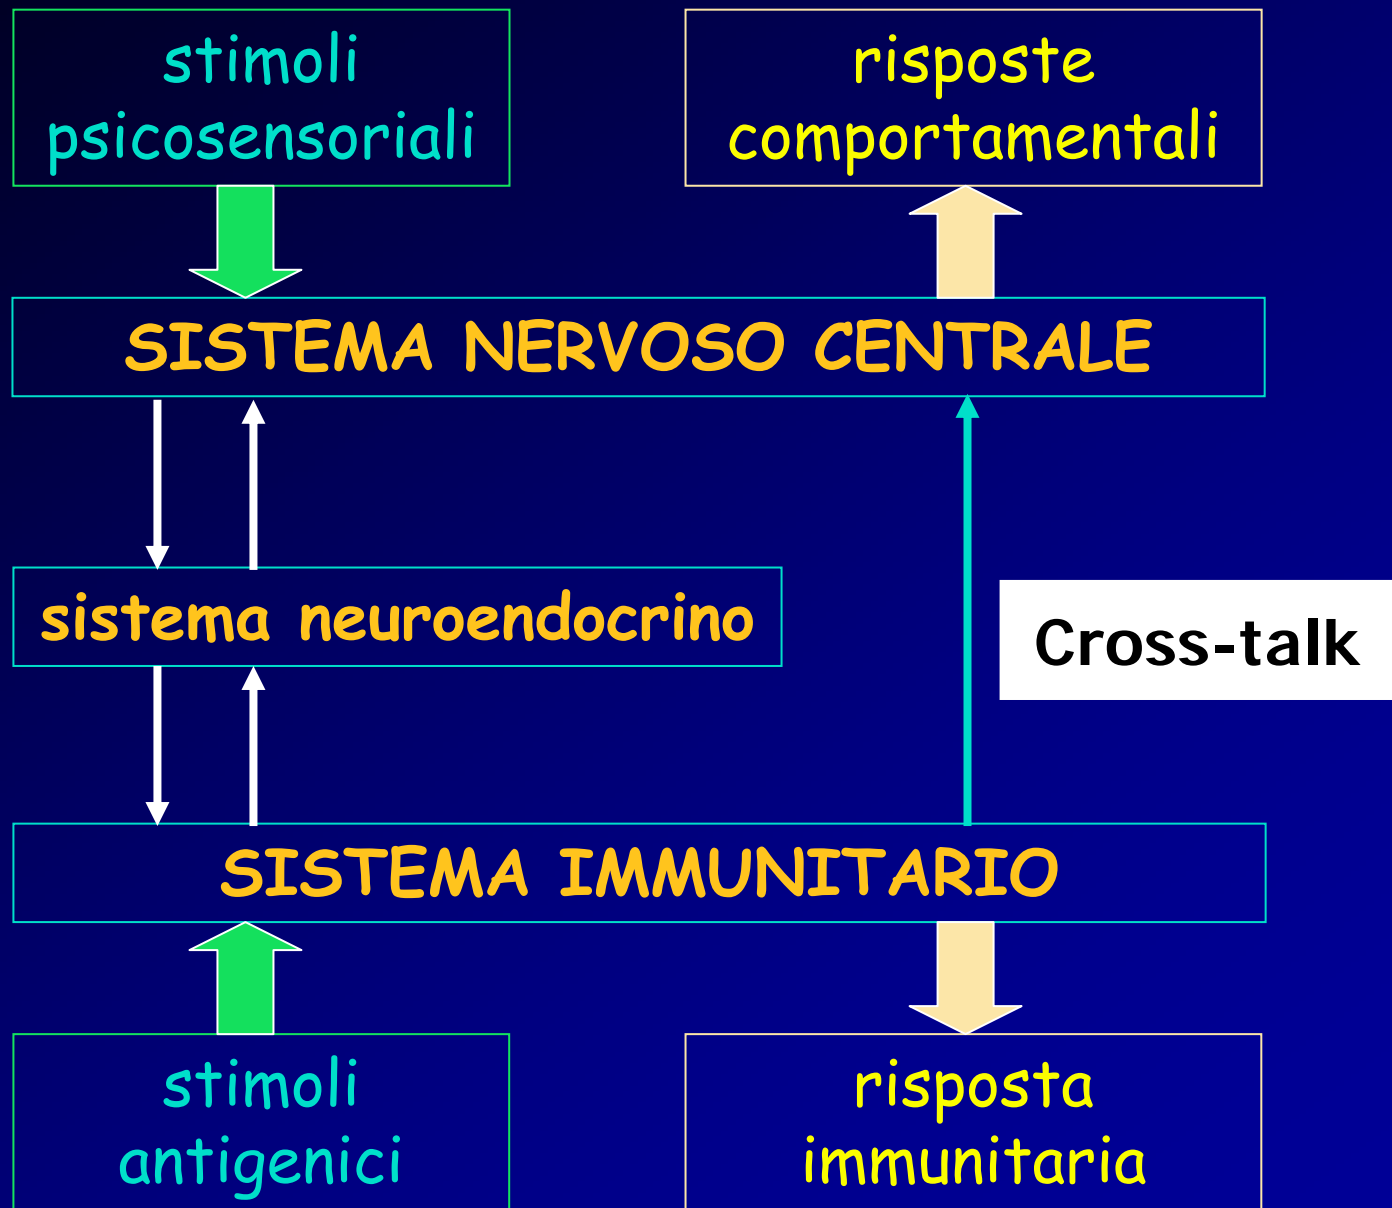 stimoli
psicosensoriali
risposte
comportamentali
SISTEMA NERVOSO CENTRALE
sistema neuroendocrino
Cross-talk
SISTEMA IMMUNITARIO
stimoli
antigenici
risposta
immunitaria